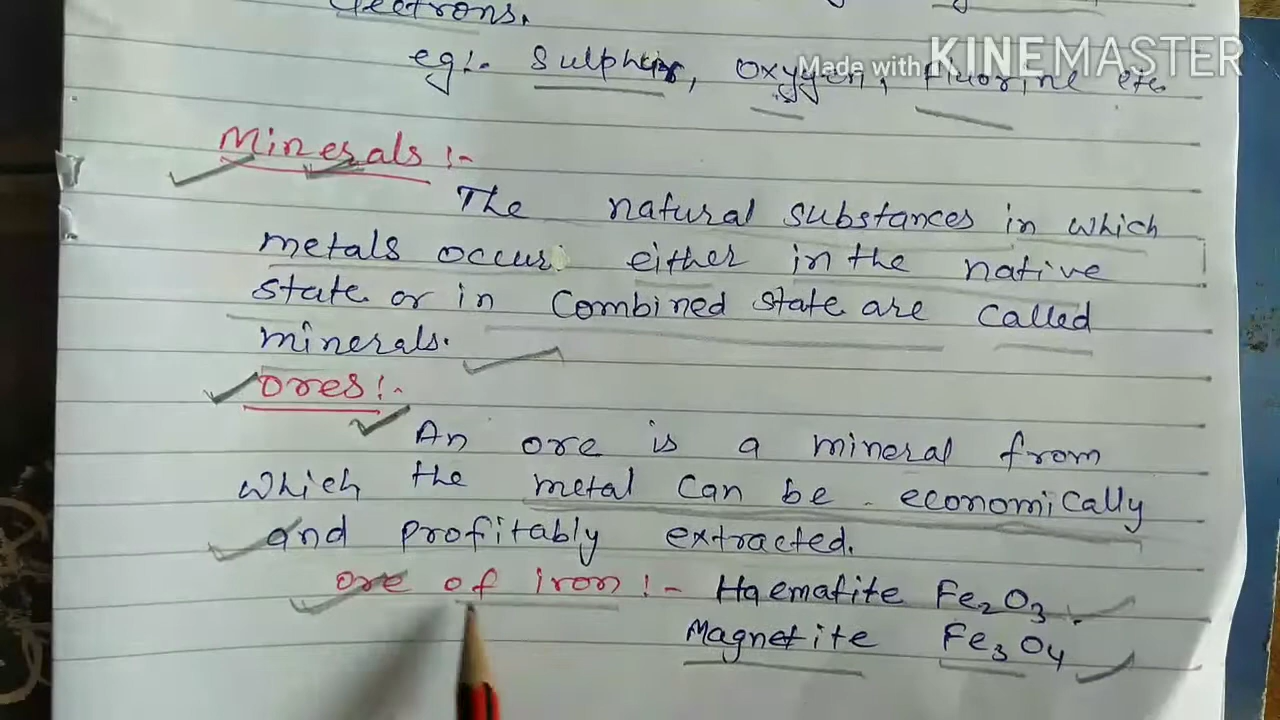 electrons.
eg:- Sulphur, Oxygen, Fluorine etc
Made with KINEMASTER
Minerals :-
The natural substances in which
metals occur either in the native
state or in combined state are called
minerals.
Ores :-
An ore is a mineral from
which the metal can be economically
and profitably extracted.
Ore of iron :- Haematite Fe₂O₃.
Magnetite Fe₃O₄